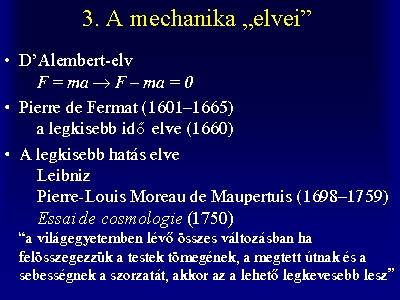 3. A mechanika „elvei”
• D’Alembert-elv
F = ma → F – ma = 0
• Pierre de Fermat (1601–1665)
a legkisebb idő elve (1660)
• A legkisebb hatás elve
Leibniz
Pierre-Louis Moreau de Maupertuis (1698–1759)
Essai de cosmologie (1750)
“a világegyetemben lévő összes változásban ha
felösszegezzük a testek tömegének, a megtett útnak és a
sebességnek a szorzatát, akkor az a lehető legkevesebb lesz”